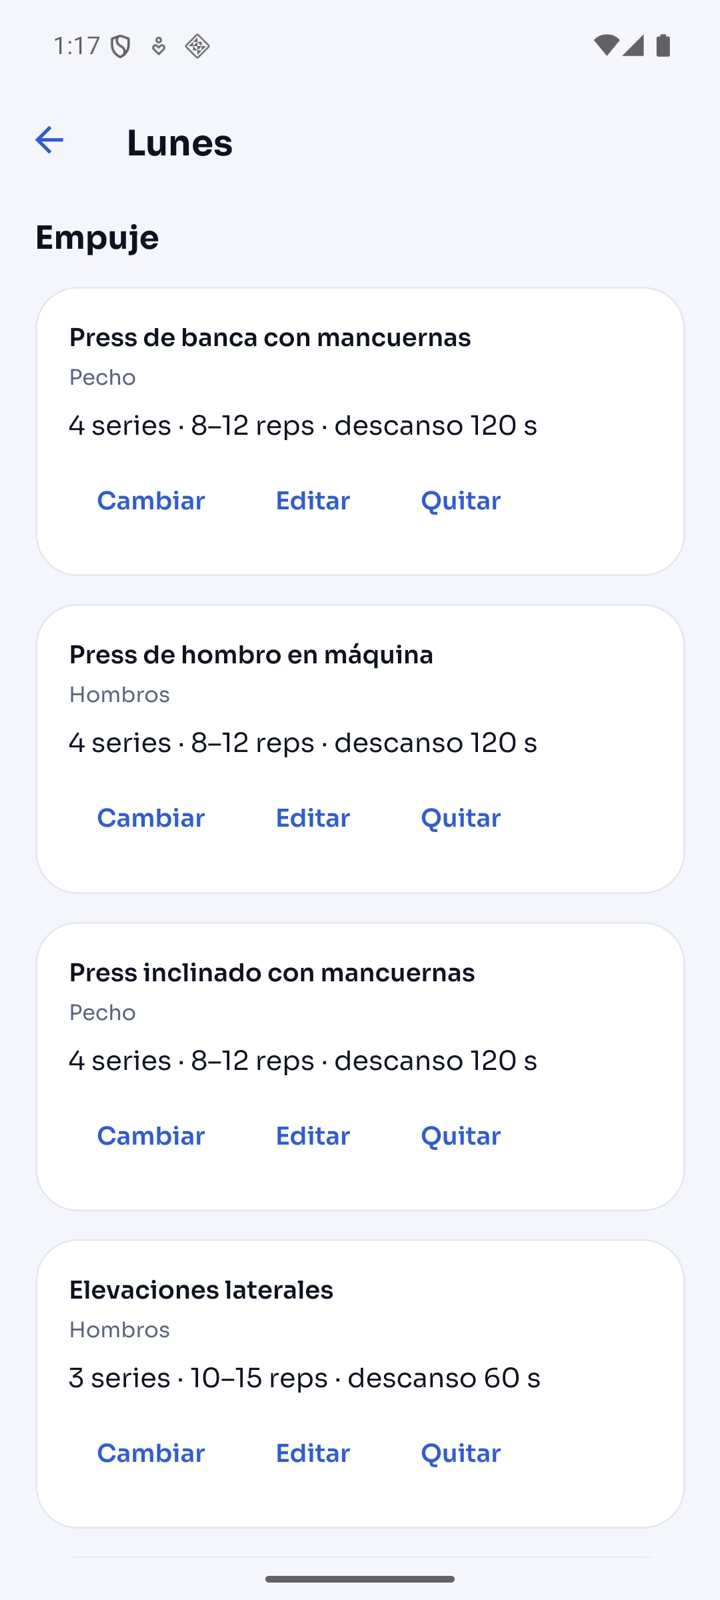 1:17
Lunes
Empuje
Press de banca con mancuernas
Pecho
4 series · 8–12 reps · descanso 120 s
Cambiar Editar Quitar
Press de hombro en máquina
Hombros
4 series · 8–12 reps · descanso 120 s
Cambiar Editar Quitar
Press inclinado con mancuernas
Pecho
4 series · 8–12 reps · descanso 120 s
Cambiar Editar Quitar
Elevaciones laterales
Hombros
3 series · 10–15 reps · descanso 60 s
Cambiar Editar Quitar